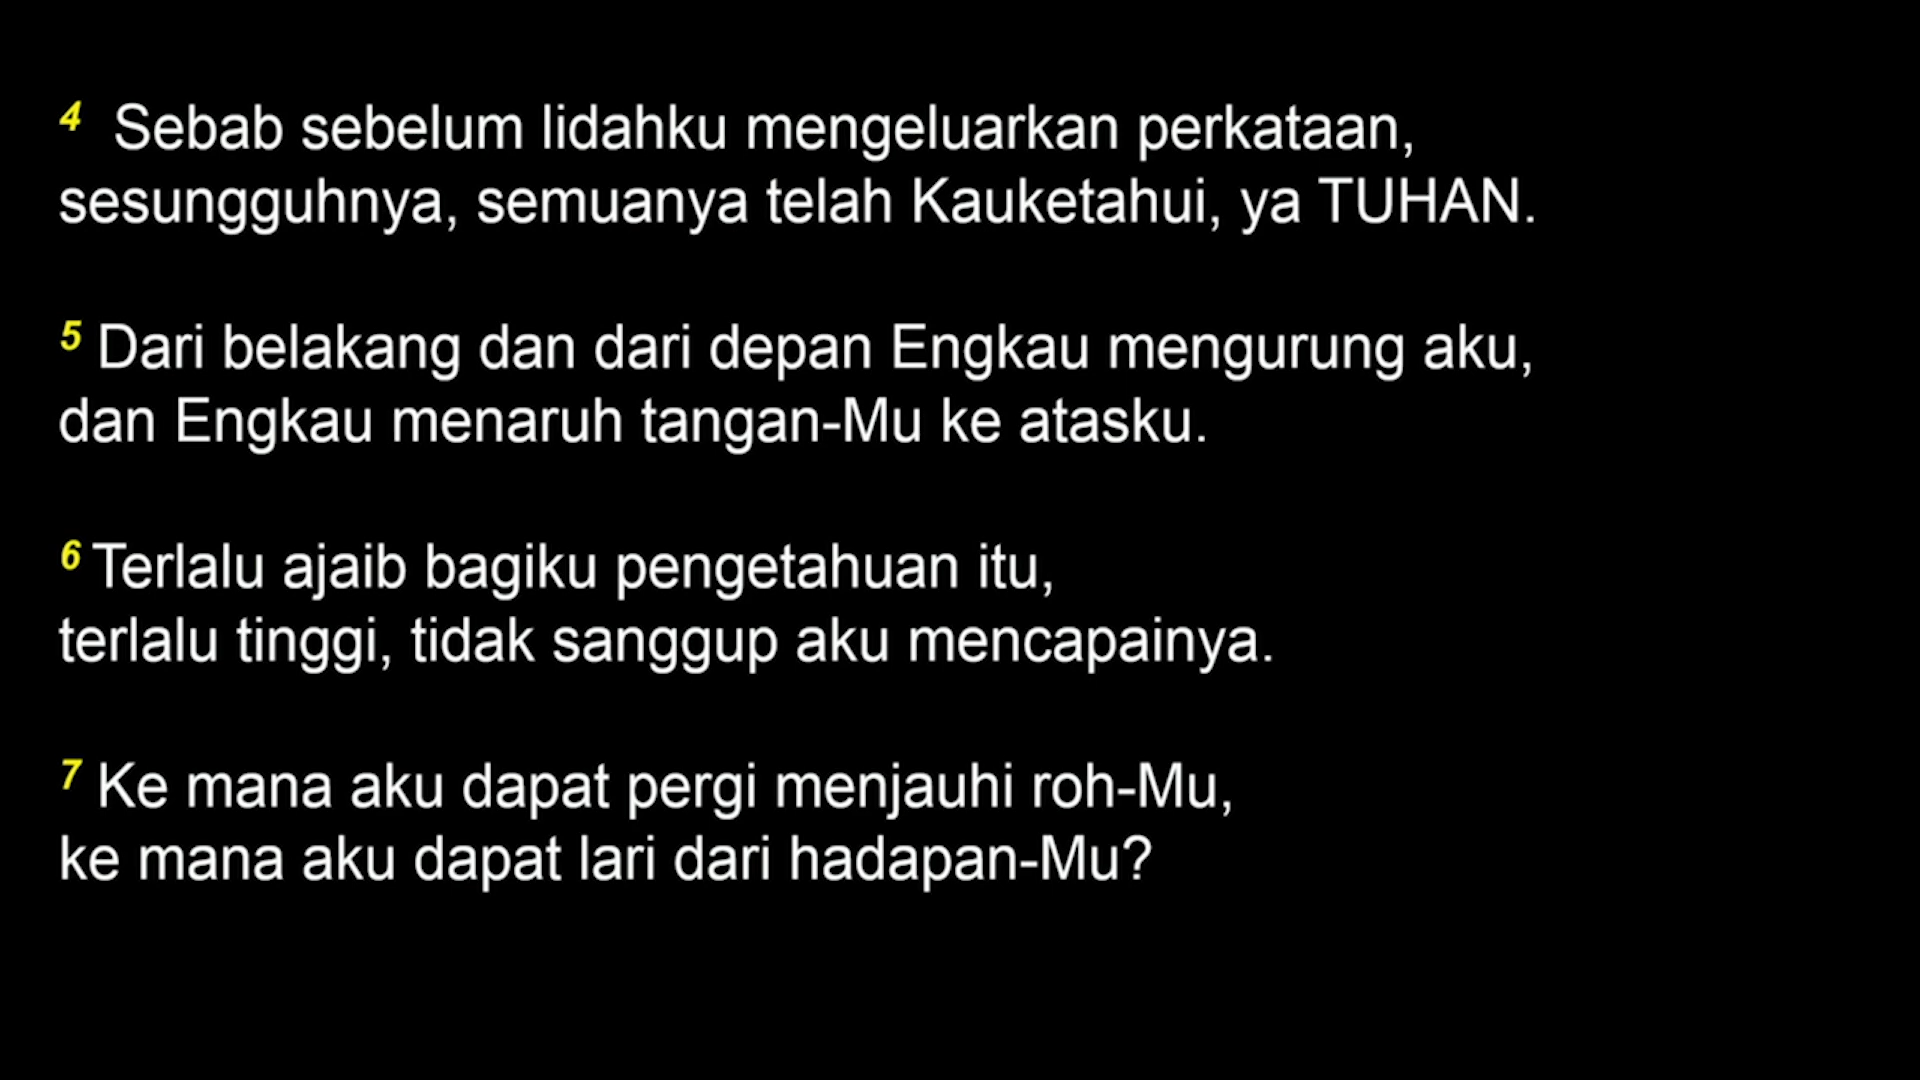 4 Sebab sebelum lidahku mengeluarkan perkataan,
sesungguhnya, semuanya telah Kauketahui, ya TUHAN.
5 Dari belakang dan dari depan Engkau mengurung aku,
dan Engkau menaruh tangan-Mu ke atasku.
6 Terlalu ajaib bagiku pengetahuan itu,
terlalu tinggi, tidak sanggup aku mencapainya.
7 Ke mana aku dapat pergi menjauhi roh-Mu,
ke mana aku dapat lari dari hadapan-Mu?